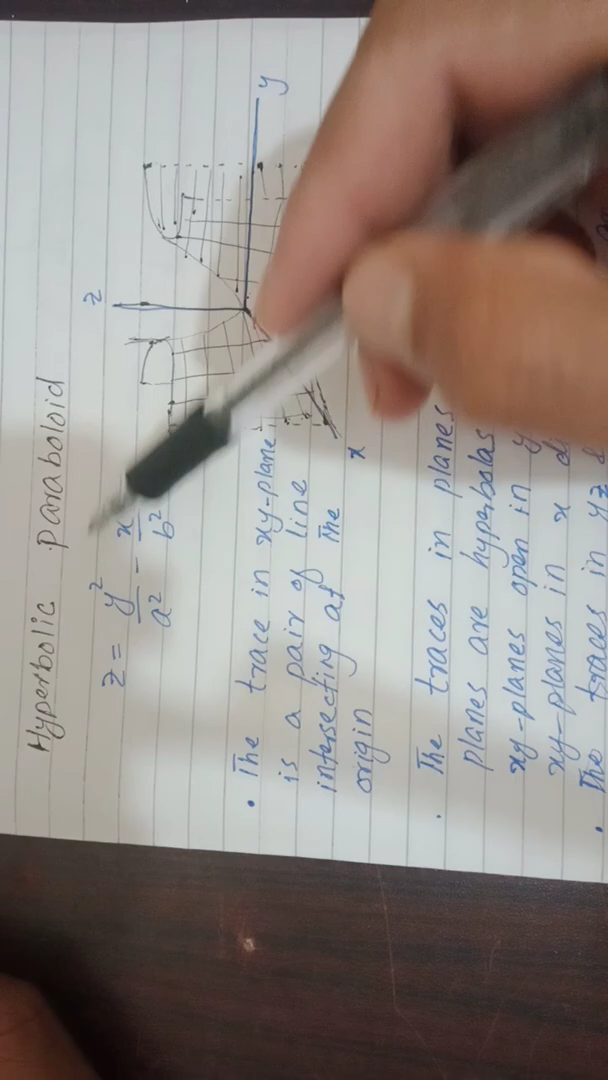 Hyperbolic paraboloid
z = y²/a² - x/b²
z
y
x
• The trace in xy-plane
is a pair of line
intersecting at the
origin
• The traces in planes
planes are hyperbolas
xy-planes open in y
xy-planes in x
• The traces in yz